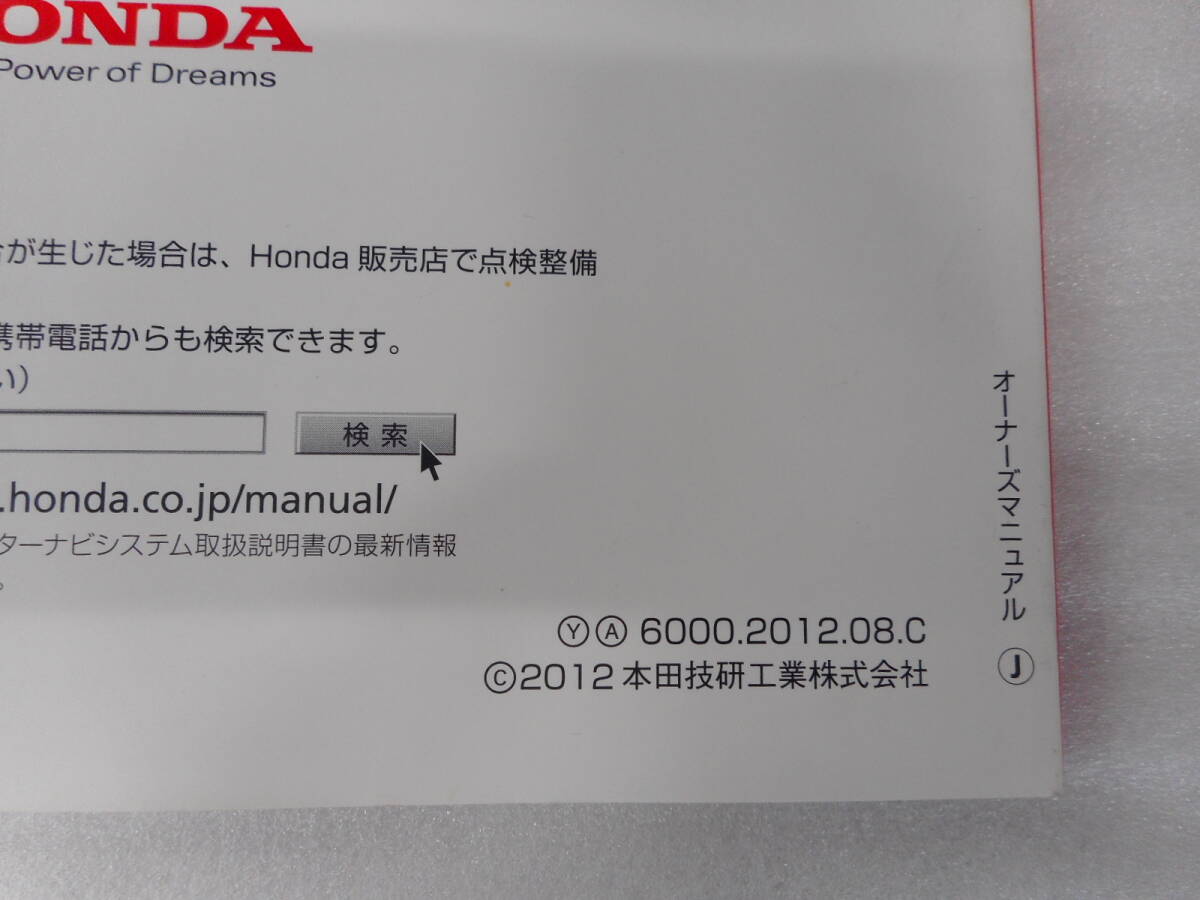 ONDA
Power of Dreams
が生じた場合は、Honda 販売店で点検整備
携帯電話からも検索できます。
い）
検索
.honda.co.jp/manual/
ターナビシステム取扱説明書の最新情報
。
Ⓨ Ⓐ 6000.2012.08.C
©2012 本田技研工業株式会社
オーナーズマニュアル Ⓙ